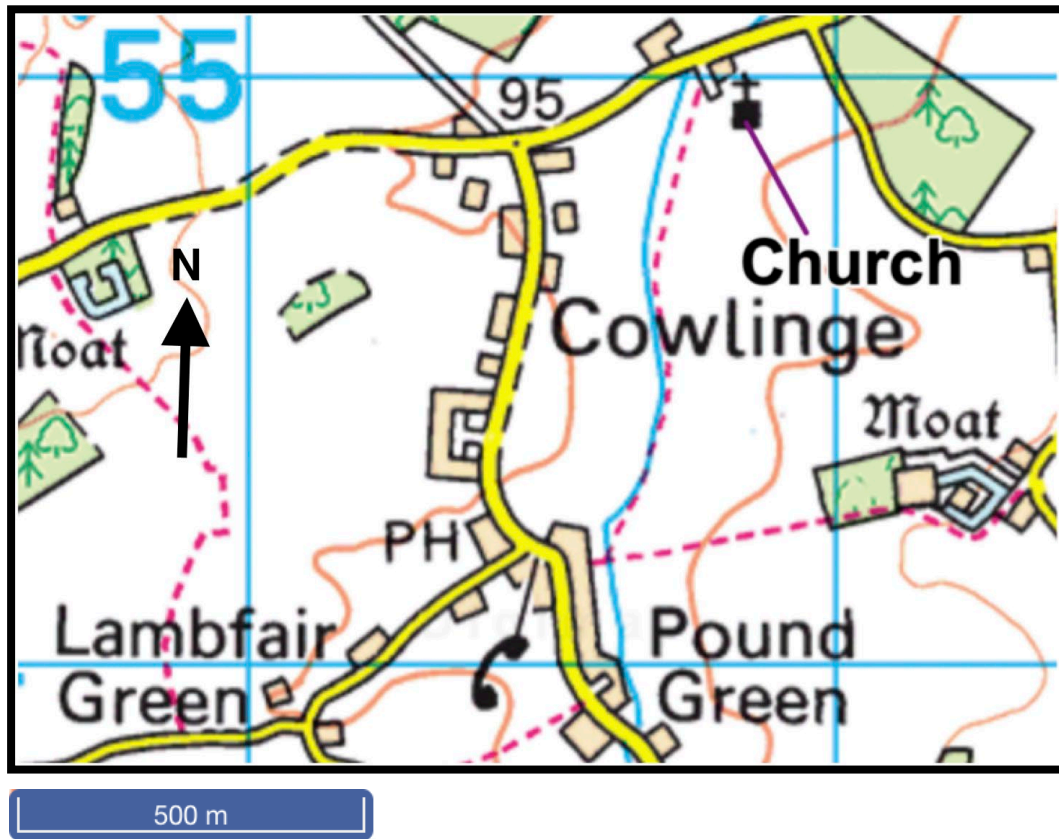 55
95
N
Church
Cowlinge
Moat
Moat
PH
Lambfair
Green
Pound
Green
500 m